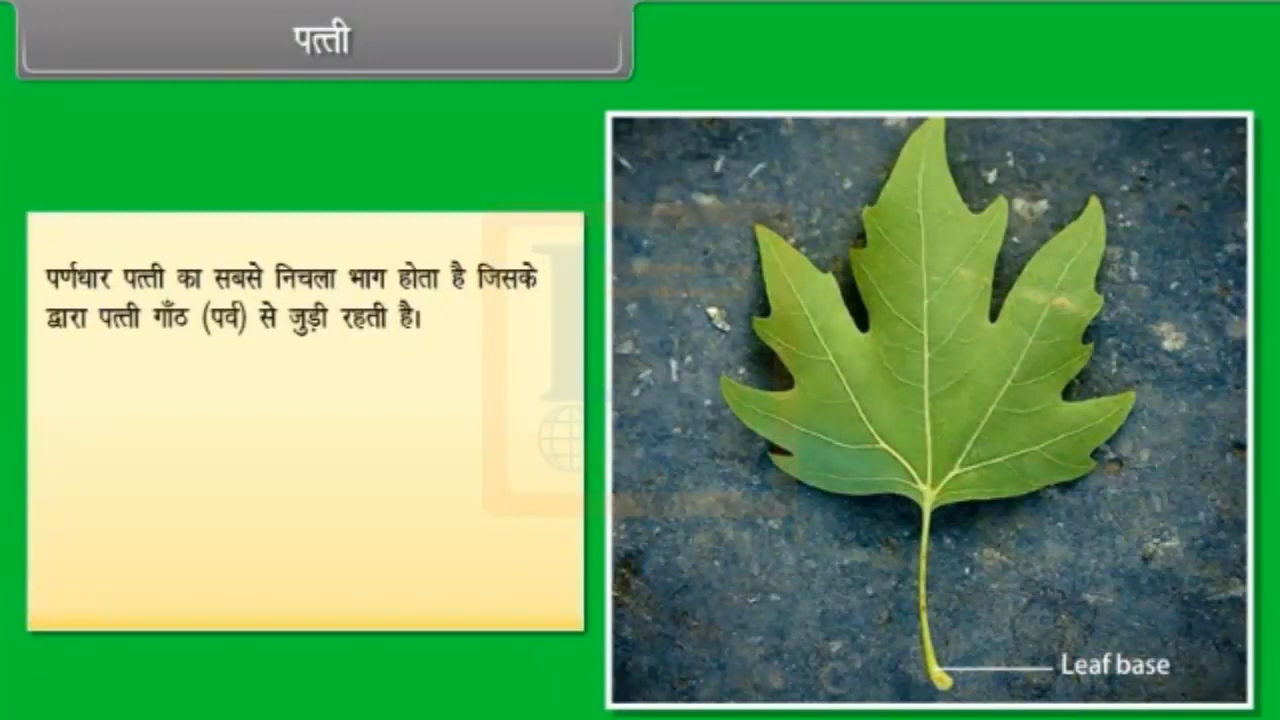 पत्ती
पर्णधार पत्ती का सबसे निचला भाग होता है जिसके
द्वारा पत्ती गाँठ (पर्व) से जुड़ी रहती है।
Leaf base